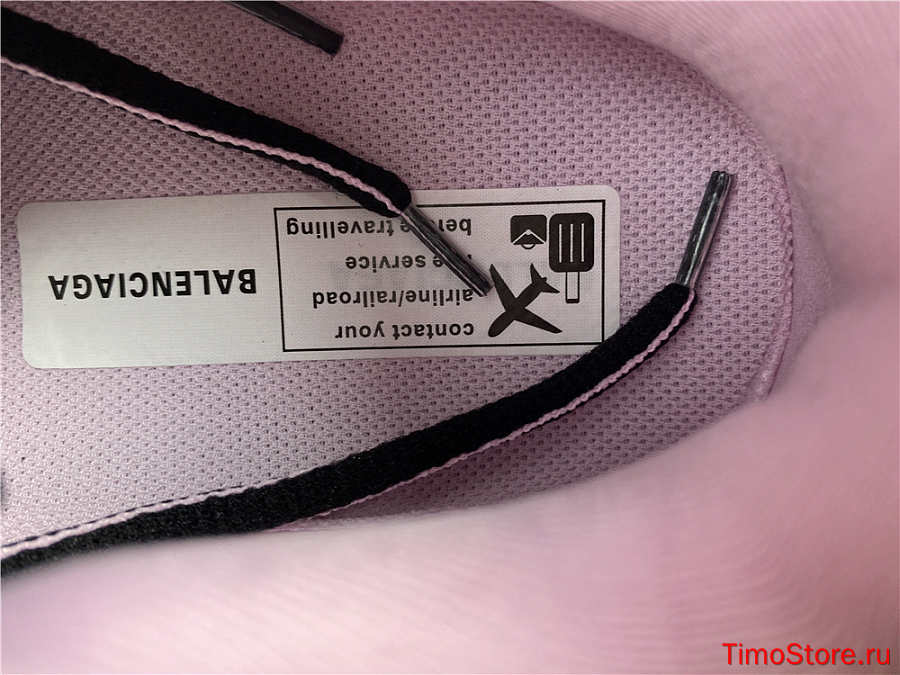 BALENCIAGA
contact your
airline/railroad
service
travelling
TimoStore.ru